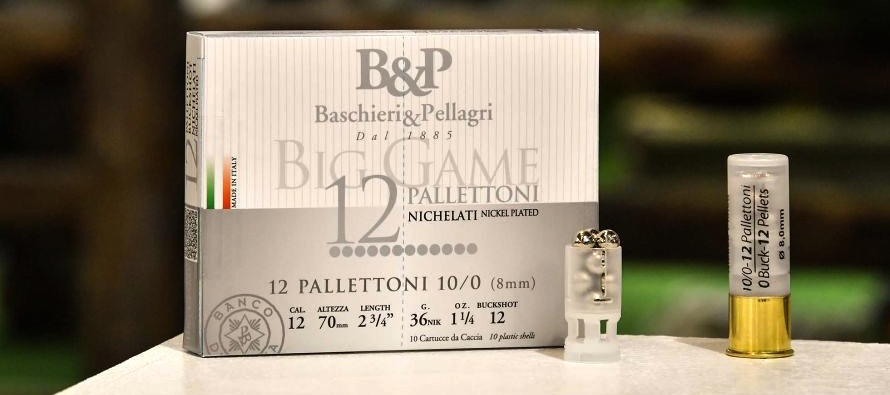 B&P
Baschieri&Pellagri
Dal 1885
BIG GAME
12 PALLETTONI
NICHELATI NICKEL PLATED
MADE IN ITALY
12 PALLETTONI 10/0 (8mm)
CAL. ALTEZZA LENGTH G. OZ. BUCKSHOT
12 70mm 2 3/4” 36NIK 1 1/4 12
10 Cartucce da Caccia 10 plastic shells
BANCO
12
NICHELATI
10/0-12 Pallettoni
0 Buck-12 Pellets
Ø 8,0mm